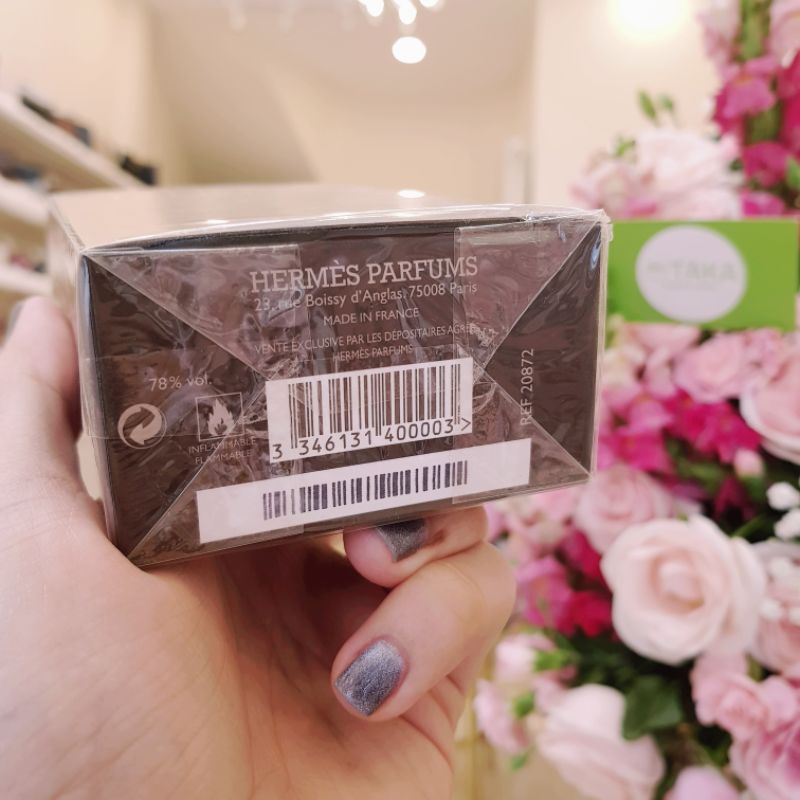 HERMÈS PARFUMS
23, rue Boissy d'Anglas. 75008 Paris
MADE IN FRANCE
VENTE EXCLUSIVE PAR LES DÉPOSITAIRES AGRÉÉS
HERMÈS PARFUMS
78% vol.
INFLAMMABLE
FLAMMABLE
REF 20872
3 346131 400003 >
TAKA